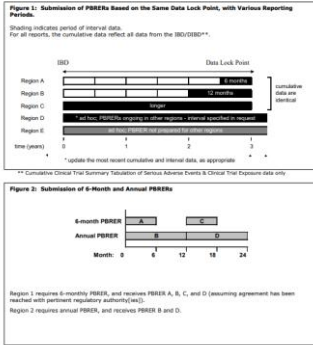 Figure 1: Submission of PBRERs Based on the Same Data Lock Point, with Various Reporting
Periods.
Shading indicates period of interval data.
For all reports, the cumulative data reflect all data from the IBD/DIBD**.
IBD Data Lock Point
Region A 6 months
Region B 12 months
Region C longer
Region D * ad hoc; PBRERs ongoing in other regions - interval specified in request
Region E ad hoc; PBRER not prepared for other regions
cumulative
data are
identical
time (years) 0 1 2 3
* update the most recent cumulative and interval data, as appropriate
** Cumulative Clinical Trial Summary Tabulation of Serious Adverse Events & Clinical Trial Exposure data only
Figure 2: Submission of 6-Month and Annual PBRERs
6-month PBRER A C
Annual PBRER B D
Month: 0 6 12 18 24
Region 1 requires 6-monthly PBRER, and receives PBRER A, B, C, and D (assuming agreement has been
reached with pertinent regulatory authority[ies]).
Region 2 requires annual PBRER, and receives PBRER B and D.